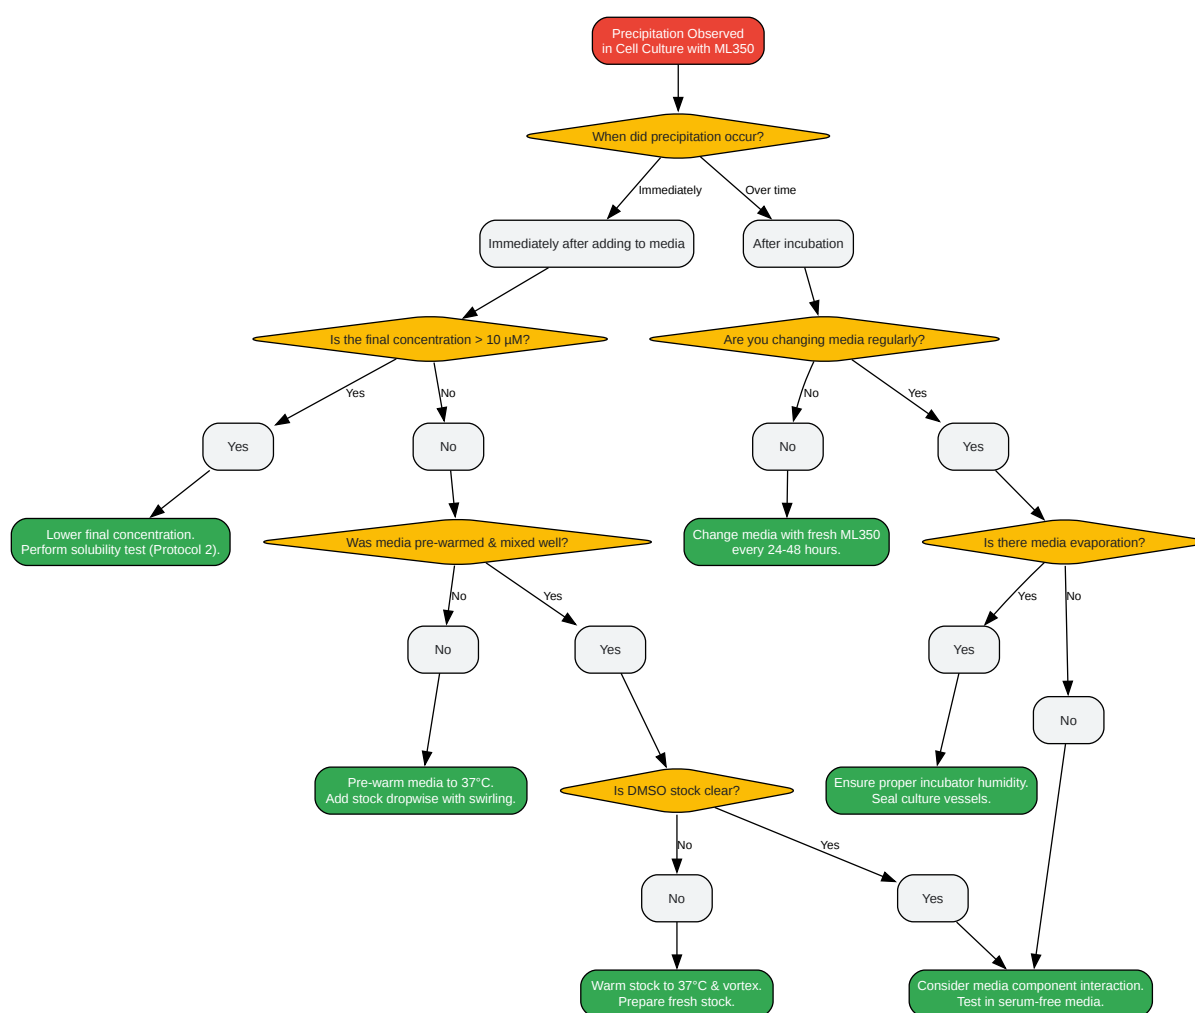 Precipitation Observed
in Cell Culture with ML350
When did precipitation occur?
Immediately
Over time
Immediately after adding to media
After incubation
Is the final concentration > 10 µM?
Are you changing media regularly?
Yes
No
No
Yes
Yes
No
No
Yes
Lower final concentration.
Perform solubility test (Protocol 2).
Was media pre-warmed & mixed well?
Change media with fresh ML350
every 24-48 hours.
Is there media evaporation?
No
Yes
Yes
No
No
Yes
Yes
No
Pre-warm media to 37°C.
Add stock dropwise with swirling.
Is DMSO stock clear?
Ensure proper incubator humidity.
Seal culture vessels.
No
Yes
No
Yes
Warm stock to 37°C & vortex.
Prepare fresh stock.
Consider media component interaction.
Test in serum-free media.